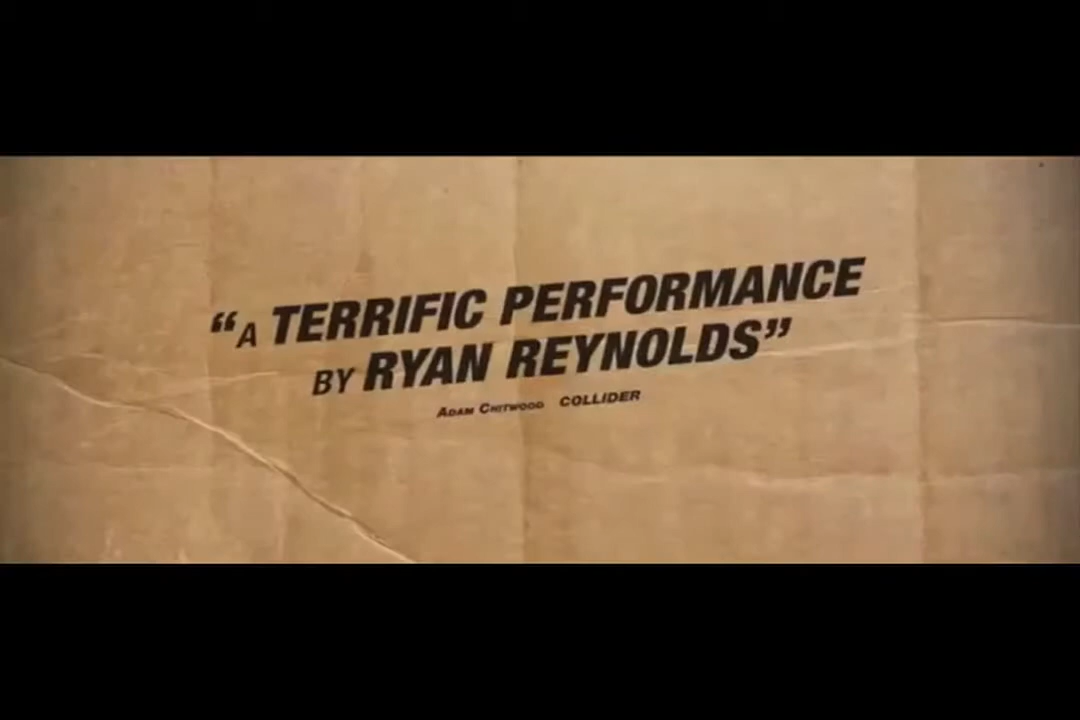 “A TERRIFIC PERFORMANCE
BY RYAN REYNOLDS”
ADAM CHITWOOD COLLIDER